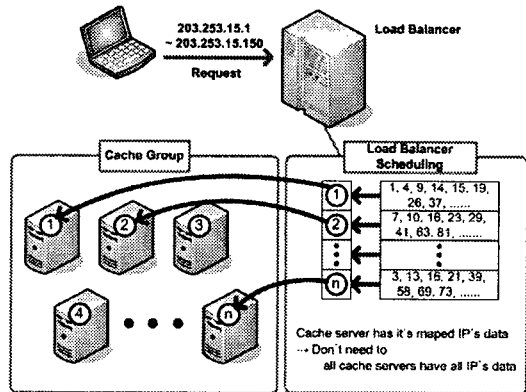 203.253.15.1
~ 203.253.15.150
Request
Load Balancer
Cache Group
Load Balancer
Scheduling
1
2
3
4
n
1
1, 4, 9, 14, 15. 19,
26, 37, ......
2
7, 10, 16, 23, 29,
41, 63. 81, ......
n
3, 13, 16, 21, 39,
58, 69. 73, ......
Cache server has it's maped IP's data
→ Don't need to
all cache servers have all IP's data